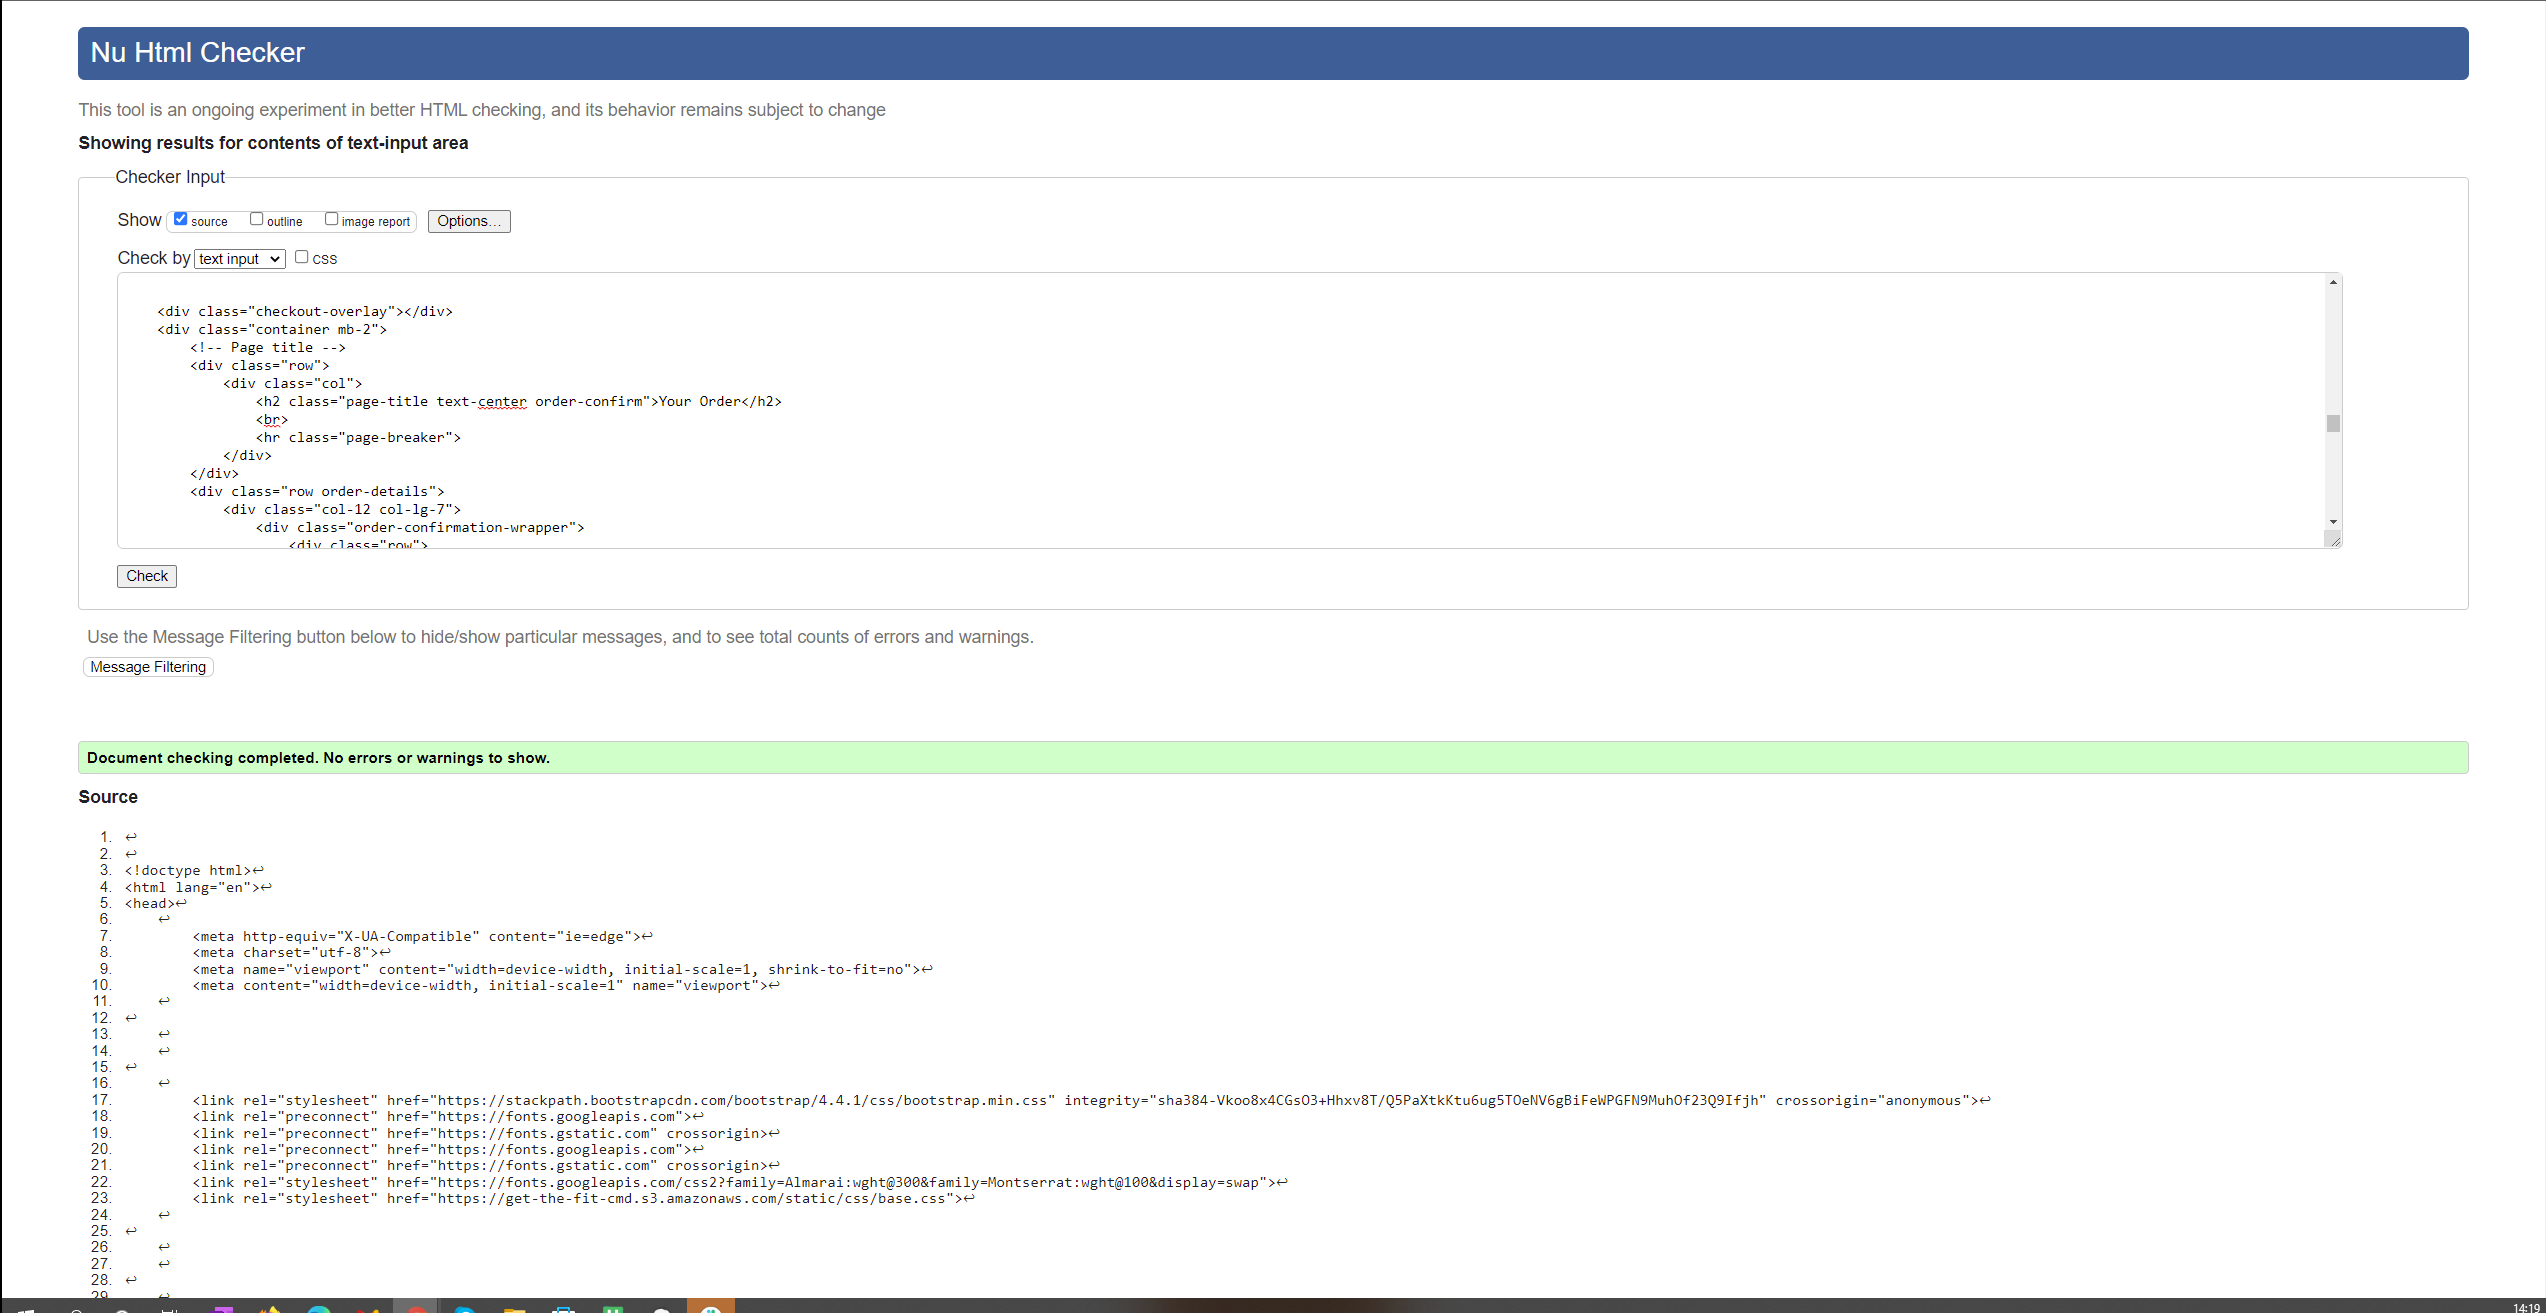 Nu Html Checker
This tool is an ongoing experiment in better HTML checking, and its behavior remains subject to change
Showing results for contents of text-input area
Checker Input
Show source outline image report Options...
Check by text input css
<div class="checkout-overlay"></div>
<div class="container mb-2">
<!-- Page title -->
<div class="row">
<div class="col">
<h2 class="page-title text-center order-confirm">Your Order</h2>
<br>
<hr class="page-breaker">
</div>
</div>
<div class="row order-details">
<div class="col-12 col-lg-7">
<div class="order-confirmation-wrapper">
<div class="row">
Check
Use the Message Filtering button below to hide/show particular messages, and to see total counts of errors and warnings.
Message Filtering
Document checking completed. No errors or warnings to show.
Source
1. ↩
2. ↩
3. <!doctype html>↩
4. <html lang="en">↩
5. <head>↩
6. ↩
7. <meta http-equiv="X-UA-Compatible" content="ie=edge">↩
8. <meta charset="utf-8">↩
9. <meta name="viewport" content="width=device-width, initial-scale=1, shrink-to-fit=no">↩
10. <meta content="width=device-width, initial-scale=1" name="viewport">↩
11. ↩
12. ↩
13. ↩
14. ↩
15. ↩
16. ↩
17. <link rel="stylesheet" href="https://stackpath.bootstrapcdn.com/bootstrap/4.4.1/css/bootstrap.min.css" integrity="sha384-Vkoo8x4CGsO3+Hhxv8T/Q5PaXtkKtu6ug5TOeNV6gBiFeWPGFN9MuhOf23Q9Ifjh" crossorigin="anonymous">↩
18. <link rel="preconnect" href="https://fonts.googleapis.com">↩
19. <link rel="preconnect" href="https://fonts.gstatic.com" crossorigin>↩
20. <link rel="preconnect" href="https://fonts.googleapis.com">↩
21. <link rel="preconnect" href="https://fonts.gstatic.com" crossorigin>↩
22. <link rel="stylesheet" href="https://fonts.googleapis.com/css2?family=Almarai:wght@300&family=Montserrat:wght@100&display=swap">↩
23. <link rel="stylesheet" href="https://get-the-fit-cmd.s3.amazonaws.com/static/css/base.css">↩
24. ↩
25. ↩
26. ↩
27. ↩
28. ↩
29. ↩
14:19